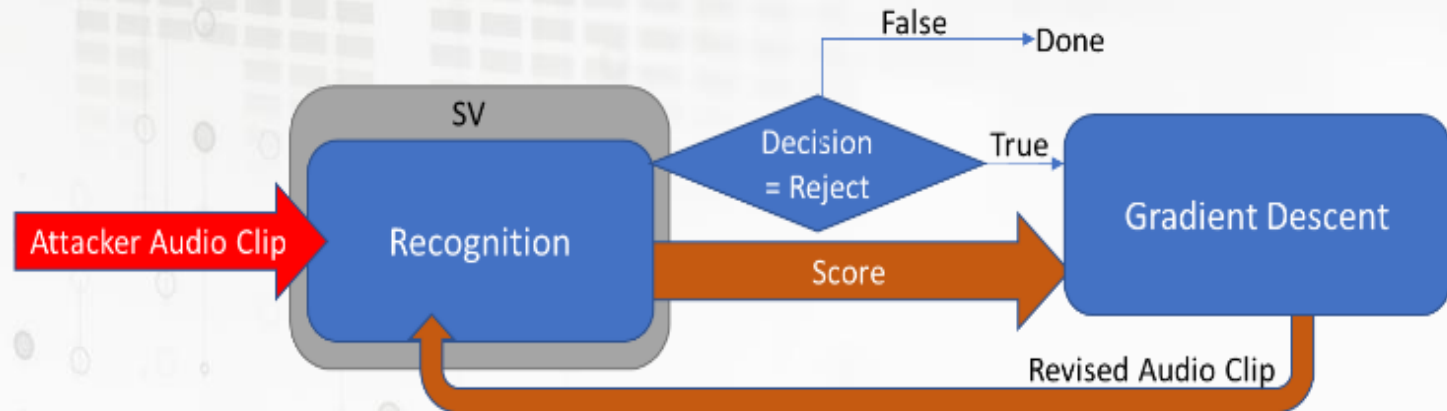 False
Done
SV
Decision
= Reject
True
Attacker Audio Clip
Recognition
Score
Gradient Descent
Revised Audio Clip